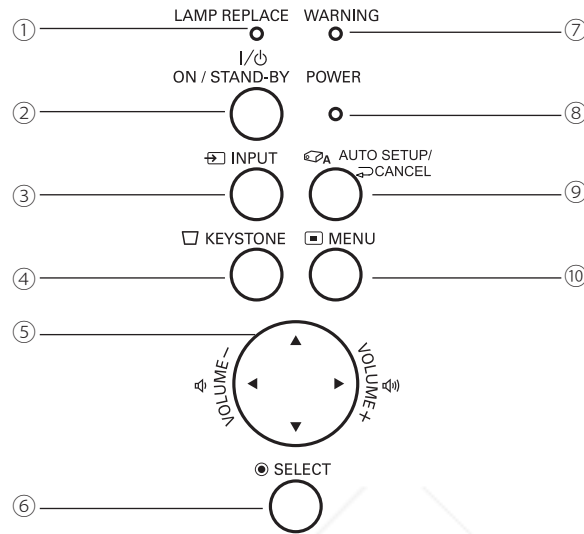 ① LAMP REPLACE WARNING ⑦
I/⏻
② ON / STAND-BY POWER ⑧
③ INPUT A AUTO SETUP/ ⑨
CANCEL
④ KEYSTONE MENU ⑩
⑤ VOLUME− VOLUME+
⑥ SELECT